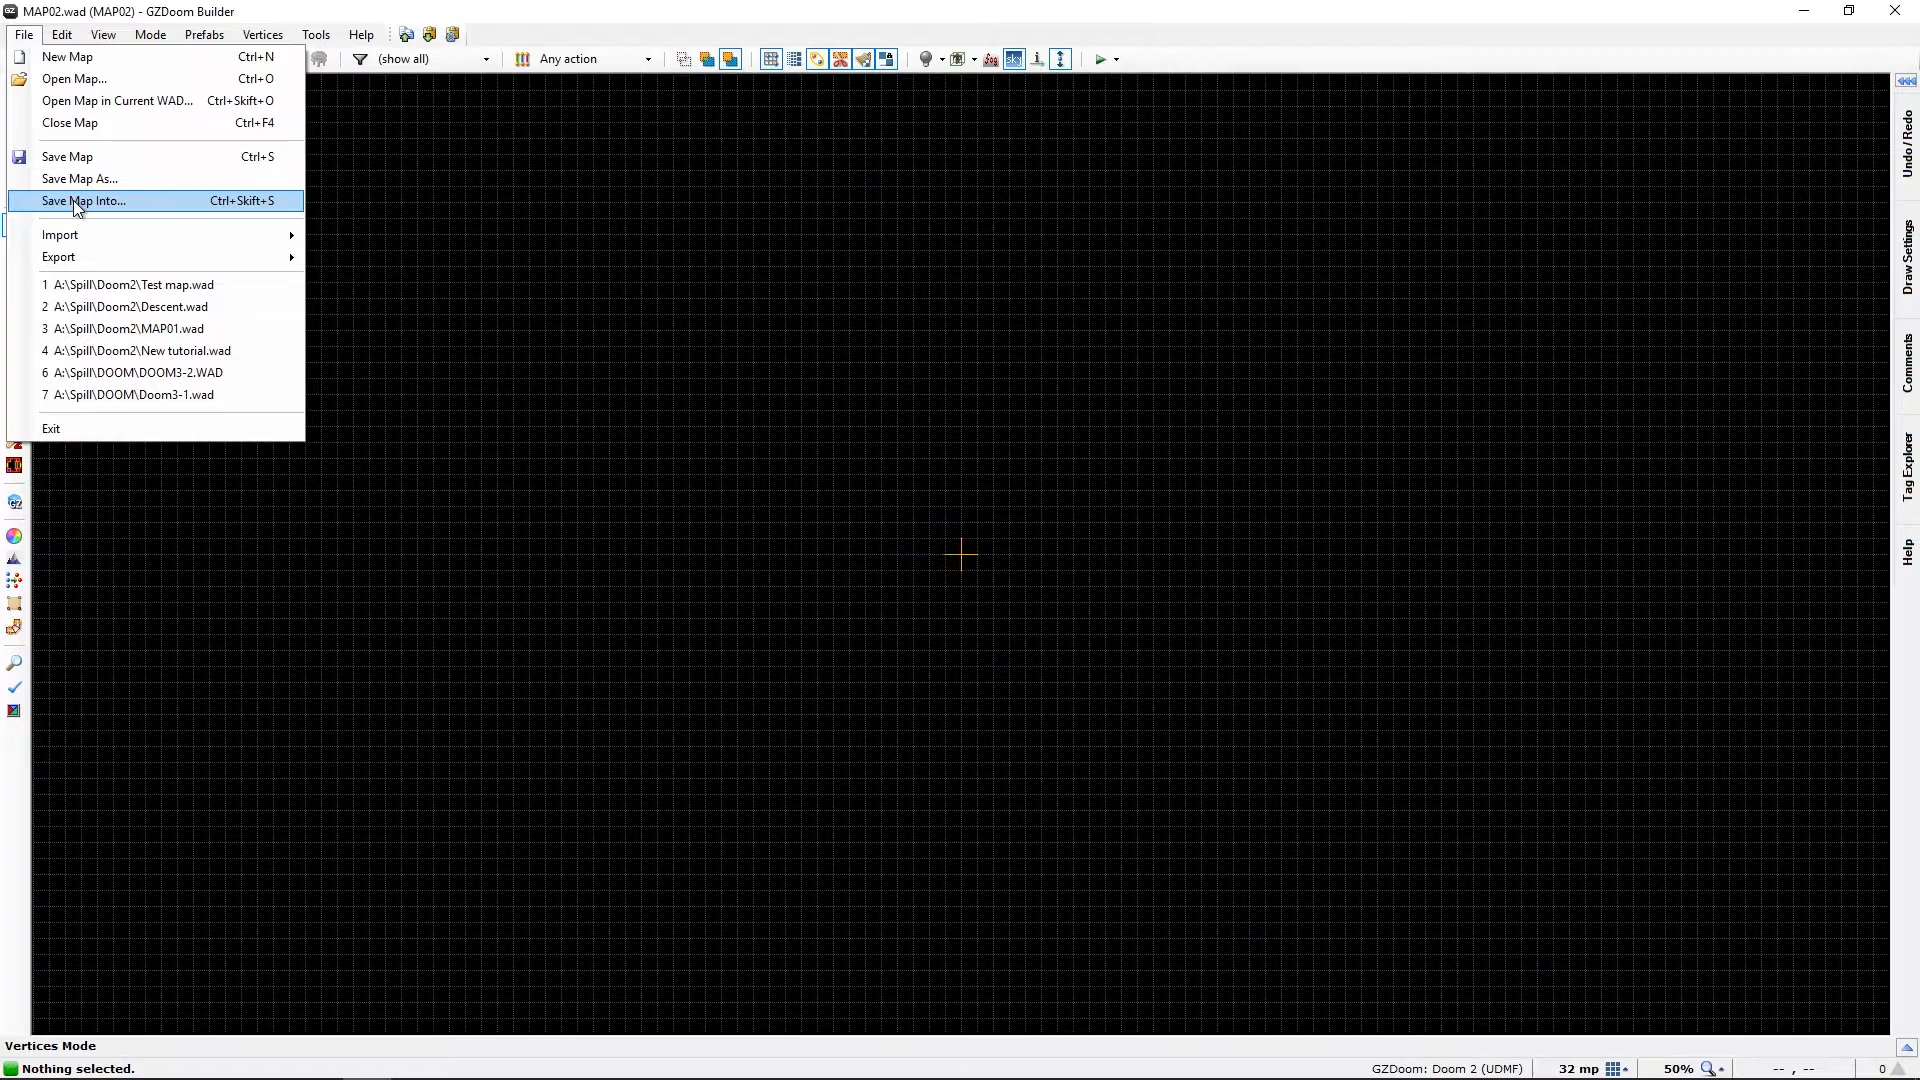 MAP02.wad (MAP02) - GZDoom Builder
File Edit View Mode Prefabs Vertices Tools Help
New Map Ctrl+N
(show all) Any action
Open Map... Ctrl+O
Open Map in Current WAD... Ctrl+Skift+O
Close Map Ctrl+F4
Save Map Ctrl+S
Save Map As...
Save Map Into... Ctrl+Skift+S
Import
Export
1 A:\Spill\Doom2\Test map.wad
2 A:\Spill\Doom2\Descent.wad
3 A:\Spill\Doom2\MAP01.wad
4 A:\Spill\Doom2\New tutorial.wad
6 A:\Spill\DOOM\DOOM3-2.WAD
7 A:\Spill\DOOM\Doom3-1.wad
Exit
Undo / Redo
Draw Settings
Comments
Tag Explorer
Help
Vertices Mode
Nothing selected. GZDoom: Doom 2 (UDMF) 32 mp 50% -- , -- 0